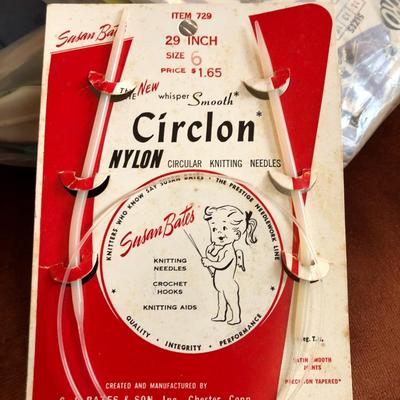 ITEM 729
Susan Bates
29 INCH
SIZE 6
PRICE $1.65
THE New whisper Smooth*
Circlon*
NYLON CIRCULAR KNITTING NEEDLES
KNITTERS WHO KNOW SAY SUSAN BATES - THE PRESTIGE NEEDLEWORK LINE
Susan Bates
KNITTING
NEEDLES
CROCHET
HOOKS
KNITTING AIDS
QUALITY · INTEGRITY · PERFORMANCE
SATIN SMOOTH
JOINTS
PRECISION TAPERED*
CREATED AND MANUFACTURED BY
BATES & SON, Inc., Chester, Conn.